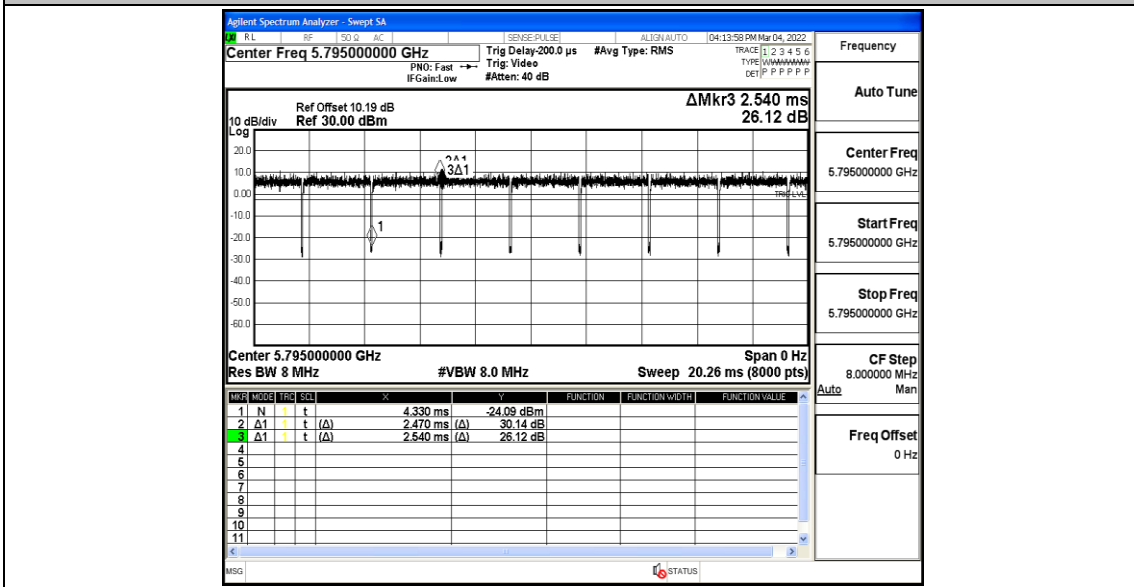 Agilent Spectrum Analyzer - Swept SA
LXI RL RF 50 Ω AC SENSE:PULSE ALIGN AUTO 04:13:58 PM Mar 04, 2022
Center Freq 5.795000000 GHz
Trig Delay-200.0 µs #Avg Type: RMS
TRACE 1 2 3 4 5 6
PNO: Fast Trig: Video
TYPE WWWWWW
IFGain:Low #Atten: 40 dB
DET P P P P P P
ΔMkr3 2.540 ms
26.12 dB
Ref Offset 10.19 dB
10 dB/div Ref 30.00 dBm
Log
20.0
10.0
0.00
-10.0
-20.0
-30.0
-40.0
-50.0
-60.0
2Δ1
3Δ1
1
TRIG LVL
Center 5.795000000 GHz Span 0 Hz
Res BW 8 MHz #VBW 8.0 MHz Sweep 20.26 ms (8000 pts)
MKR MODE TRC SCL X Y FUNCTION FUNCTION WIDTH FUNCTION VALUE
1 N 1 t 4.330 ms -24.09 dBm
2 Δ1 1 t (Δ) 2.470 ms (Δ) 30.14 dB
3 Δ1 1 t (Δ) 2.540 ms (Δ) 26.12 dB
4
5
6
7
8
9
10
11
MSG STATUS
Frequency
Auto Tune
Center Freq
5.795000000 GHz
Start Freq
5.795000000 GHz
Stop Freq
5.795000000 GHz
CF Step
8.000000 MHz
Auto Man
Freq Offset
0 Hz